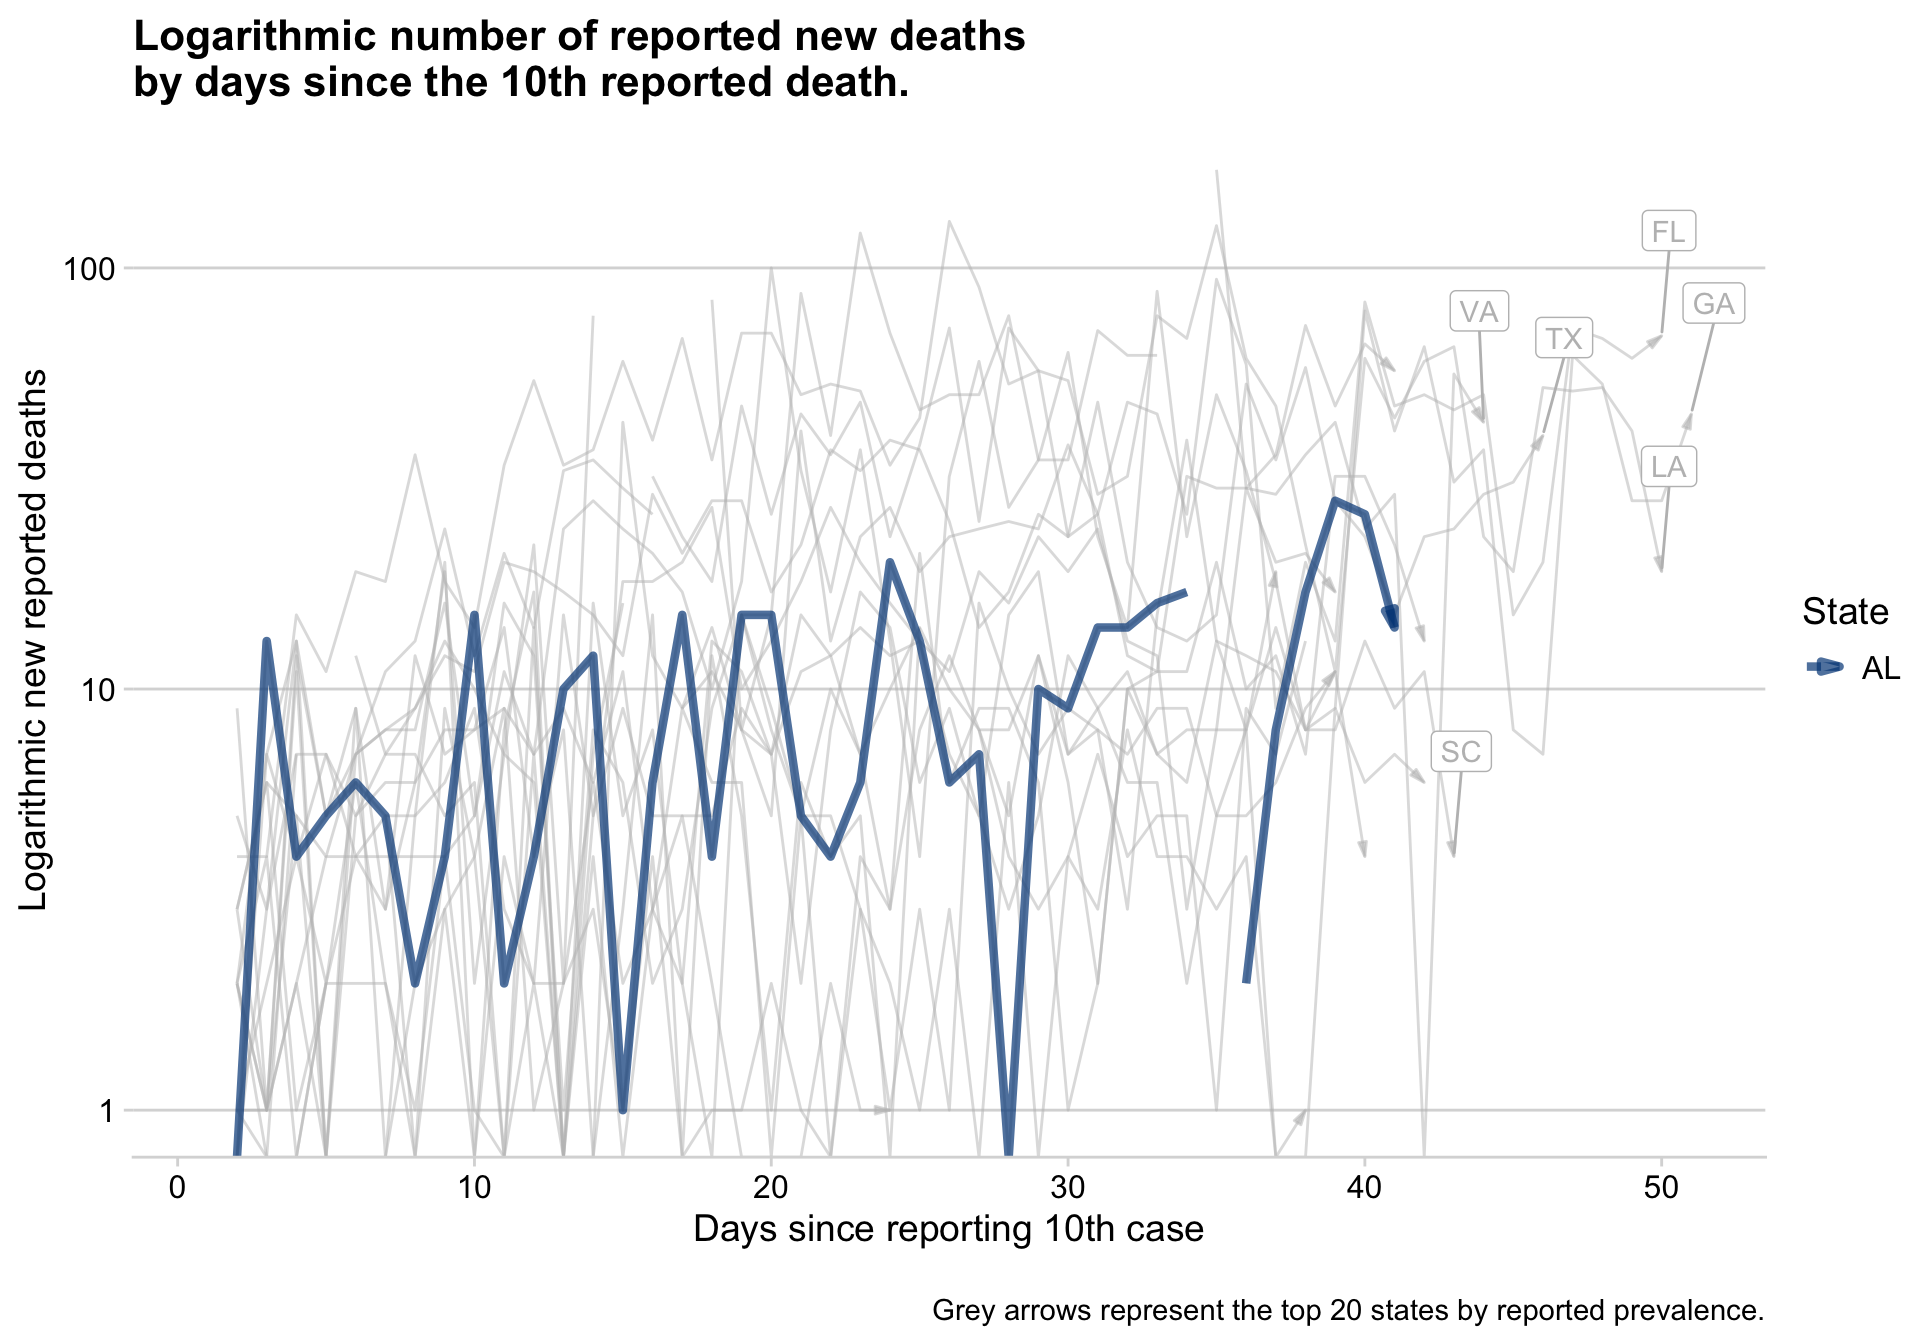 Logarithmic number of reported new deaths
by days since the 10th reported death.
Logarithmic new reported deaths
100
10
1
FL
GA
VA
TX
LA
SC
State
AL
0 10 20 30 40 50
Days since reporting 10th case
Grey arrows represent the top 20 states by reported prevalence.